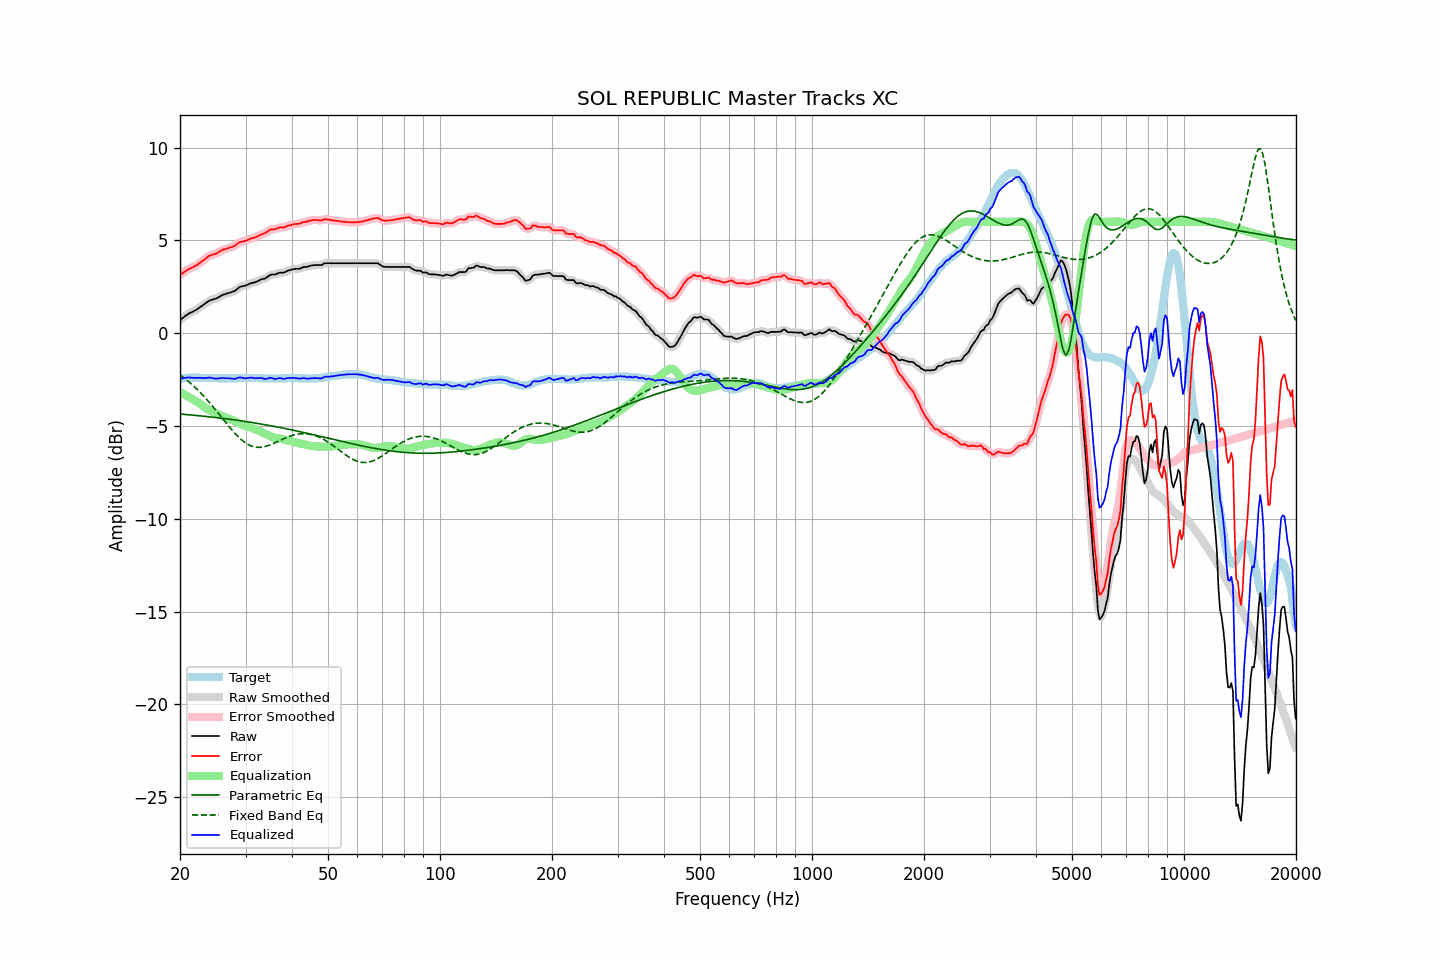 SOL REPUBLIC Master Tracks XC
Amplitude (dBr)
10
5
0
−5
−10
−15
−20
−25
Target
Raw Smoothed
Error Smoothed
Raw
Error
Equalization
Parametric Eq
Fixed Band Eq
Equalized
20 50 100 200 500 1000 2000 5000 10000 20000
Frequency (Hz)